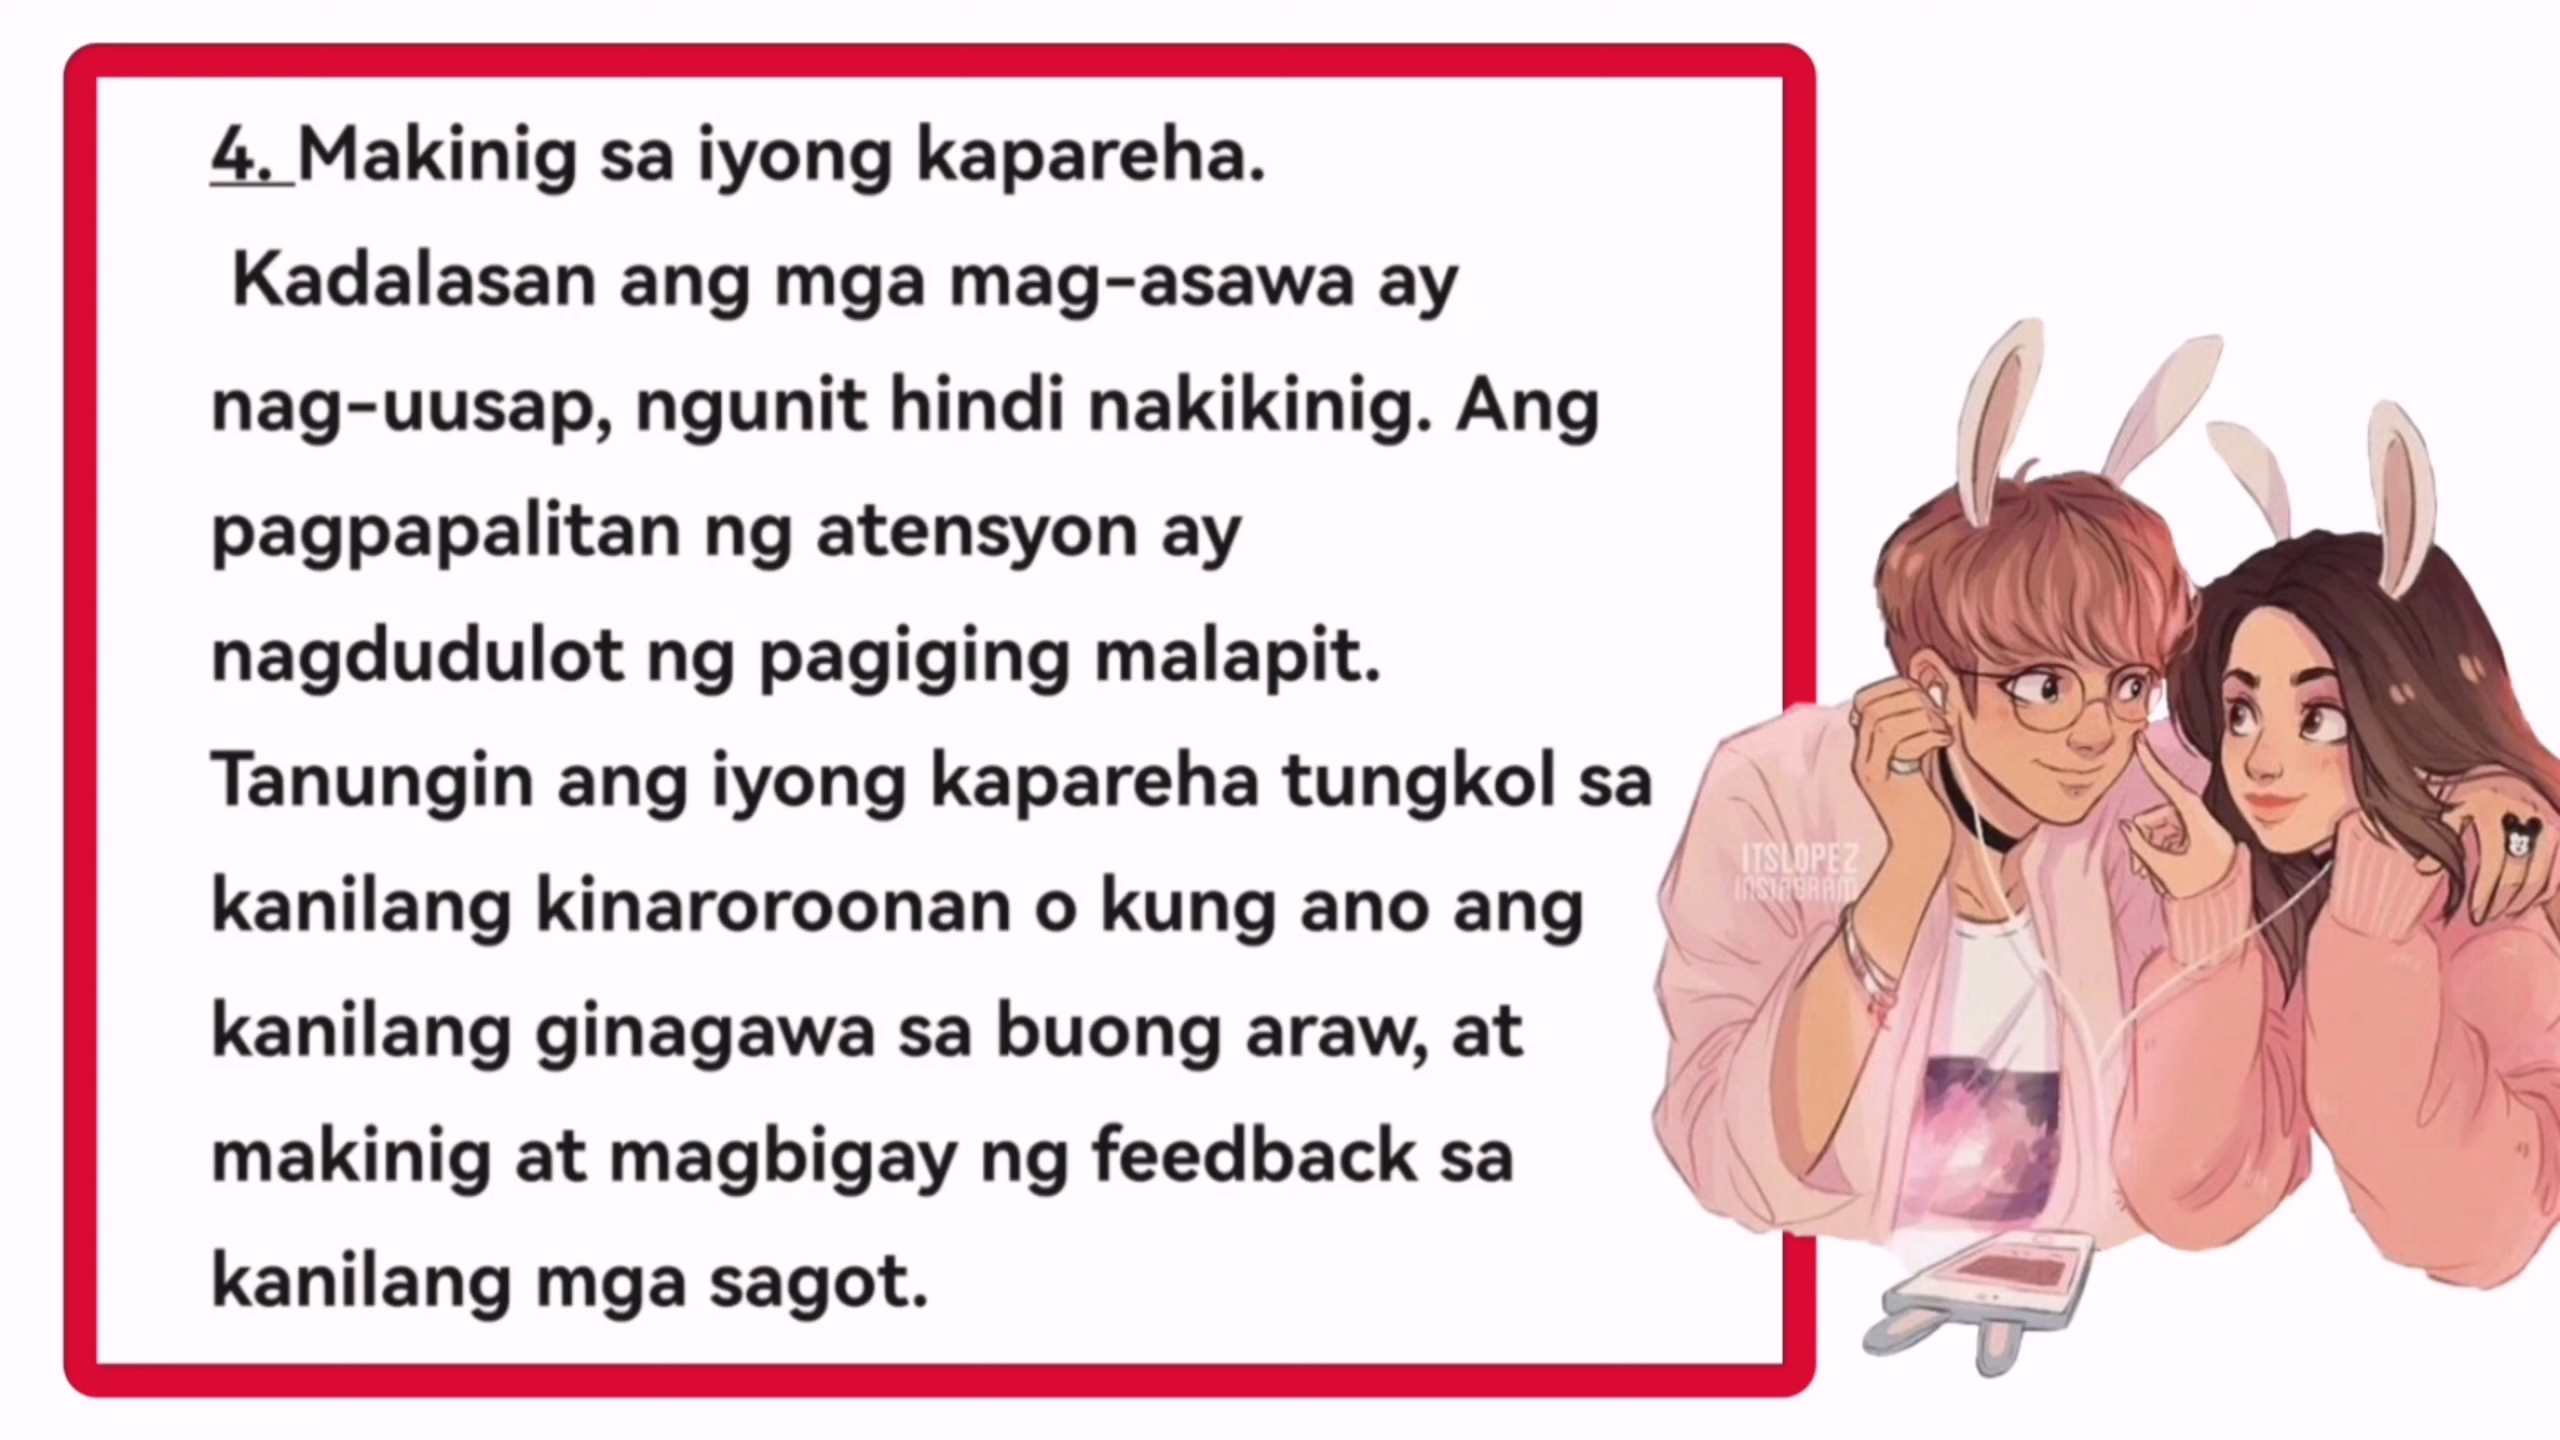 4. Makinig sa iyong kapareha.
Kadalasan ang mga mag-asawa ay
nag-uusap, ngunit hindi nakikinig. Ang
pagpapalitan ng atensyon ay
nagdudulot ng pagiging malapit.
Tanungin ang iyong kapareha tungkol sa
kanilang kinaroroonan o kung ano ang
kanilang ginagawa sa buong araw, at
makinig at magbigay ng feedback sa
kanilang mga sagot.
ITSLOPEZ
INSTAGRAM